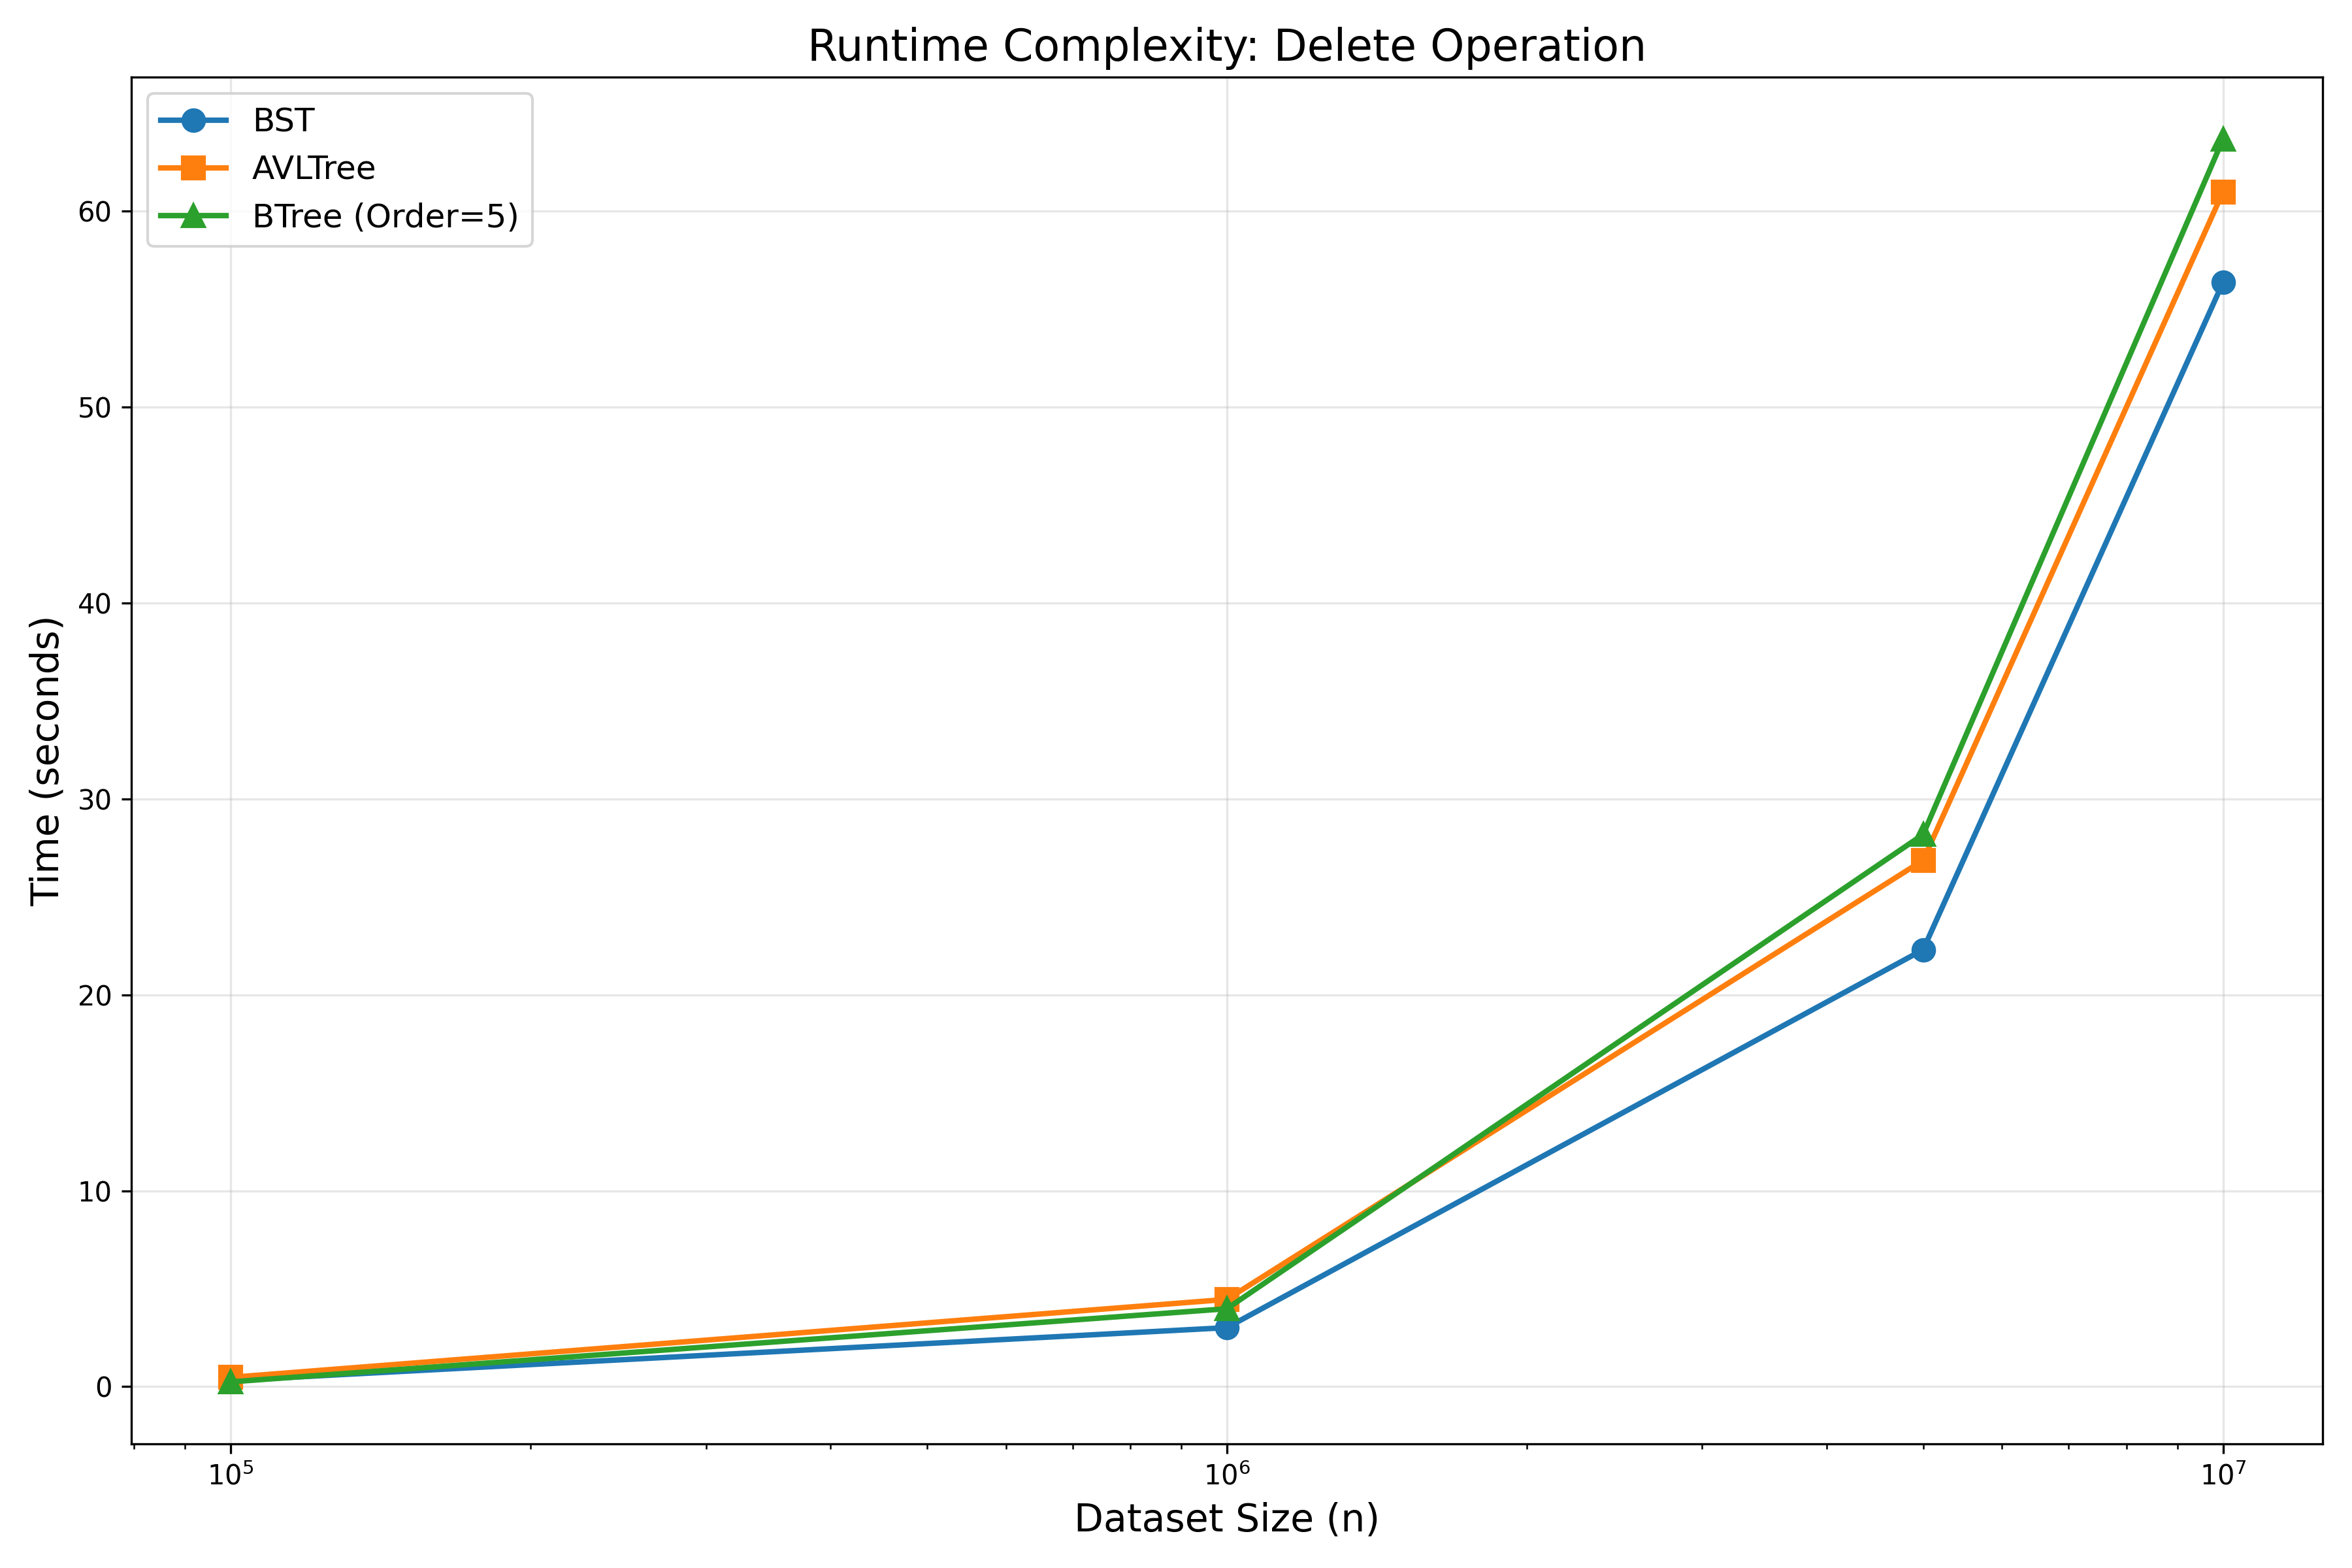 Runtime Complexity: Delete Operation
BST
AVLTree
BTree (Order=5)
60
50
40
30
20
10
0
Time (seconds)
10⁵
10⁶
10⁷
Dataset Size (n)